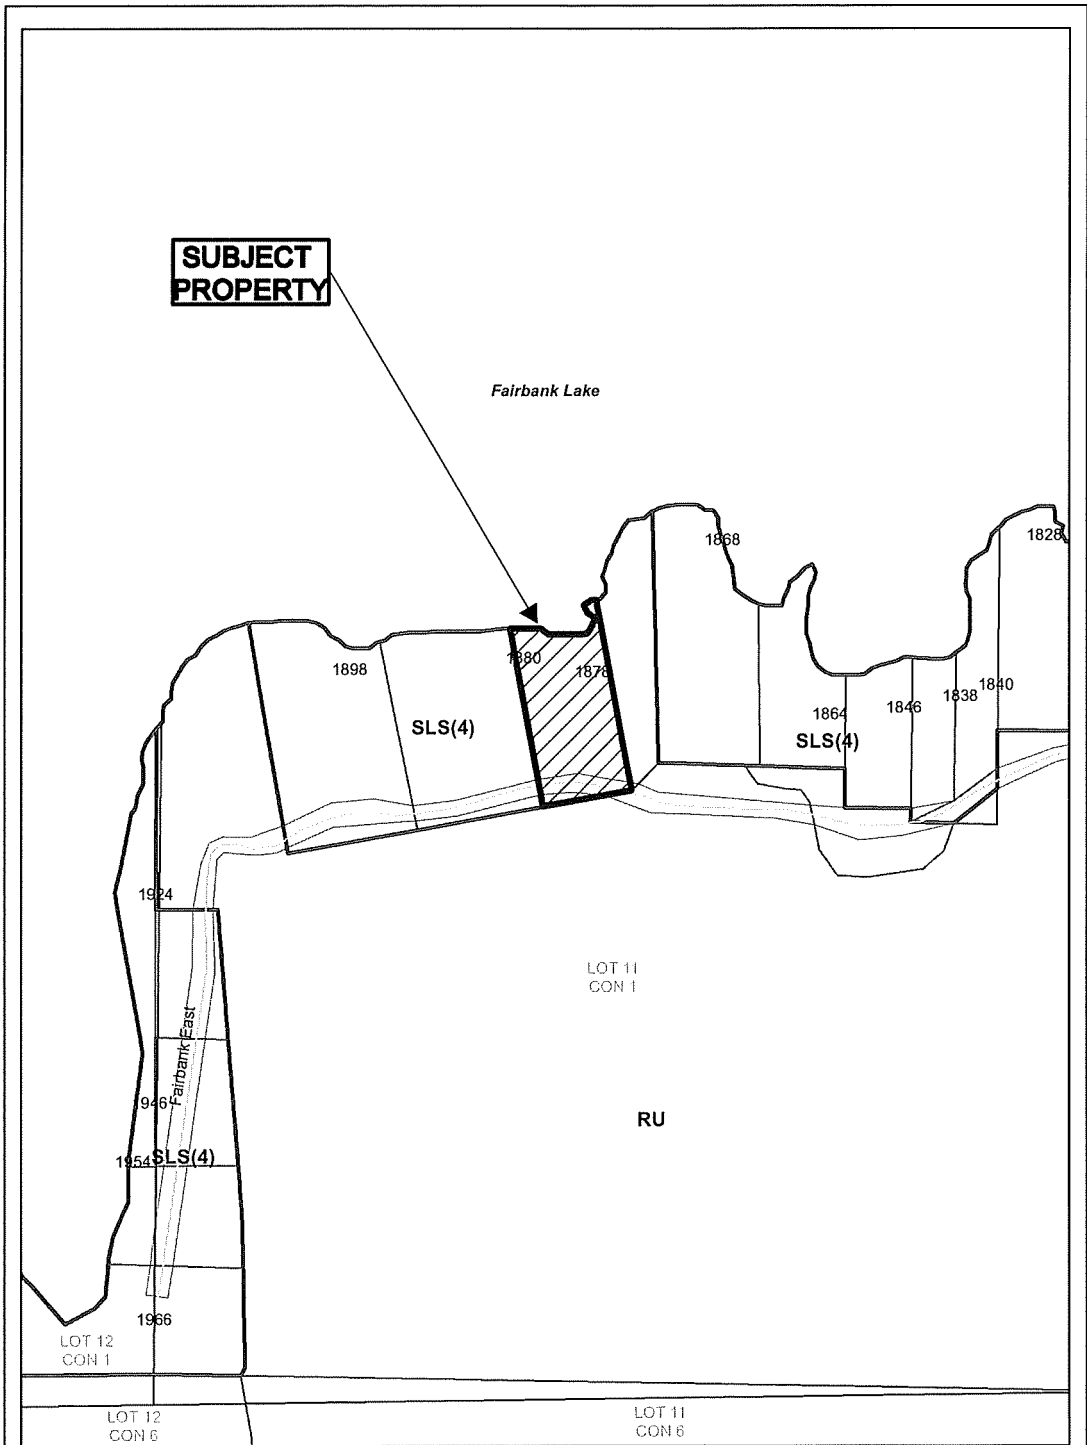 SUBJECT
PROPERTY
Fairbank Lake
1868
1828
1880
1878
1898
1840
1838
1846
1864
SLS(4)
SLS(4)
1924
LOT 11
CON 1
Fairbank East
946
RU
1954
SLS(4)
1966
LOT 12
CON 1
LOT 12
CON 6
LOT 11
CON 6